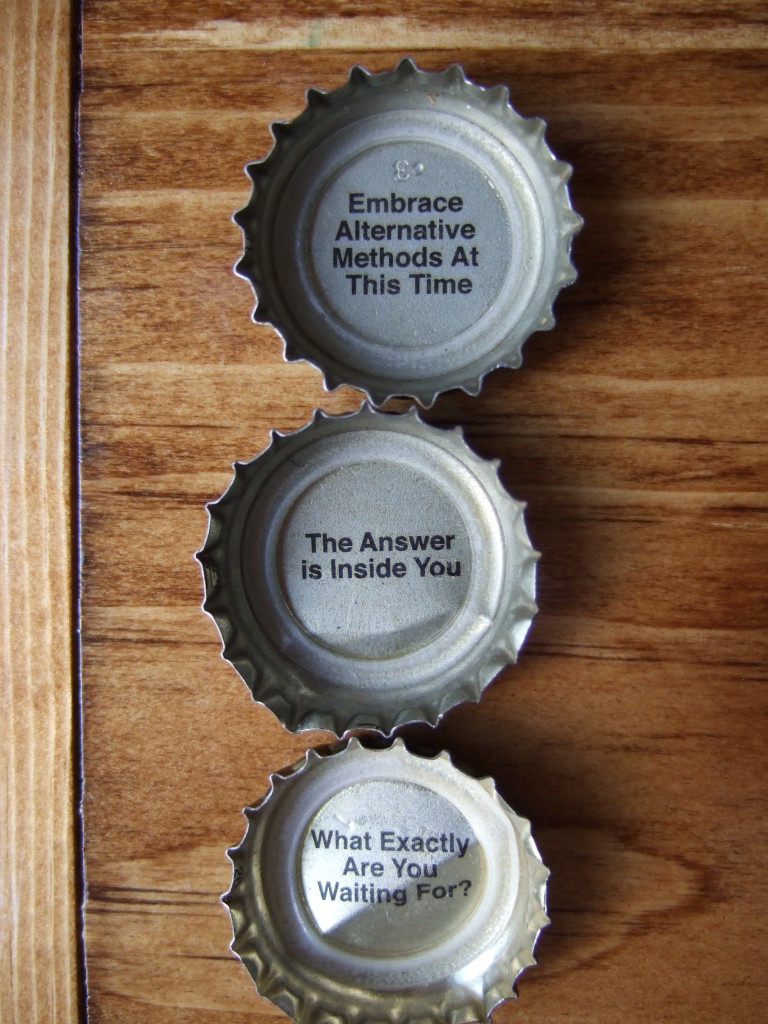 Embrace
Alternative
Methods At
This Time
The Answer
is Inside You
What Exactly
Are You
Waiting For?